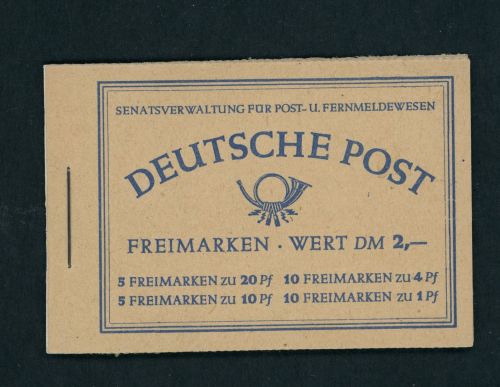 SENATSVERWALTUNG FÜR POST- U. FERNMELDEWESEN
DEUTSCHE POST
FREIMARKEN · WERT DM 2,—
5 FREIMARKEN ZU 20 Pf 10 FREIMARKEN ZU 4 Pf
5 FREIMARKEN ZU 10 Pf 10 FREIMARKEN ZU 1 Pf